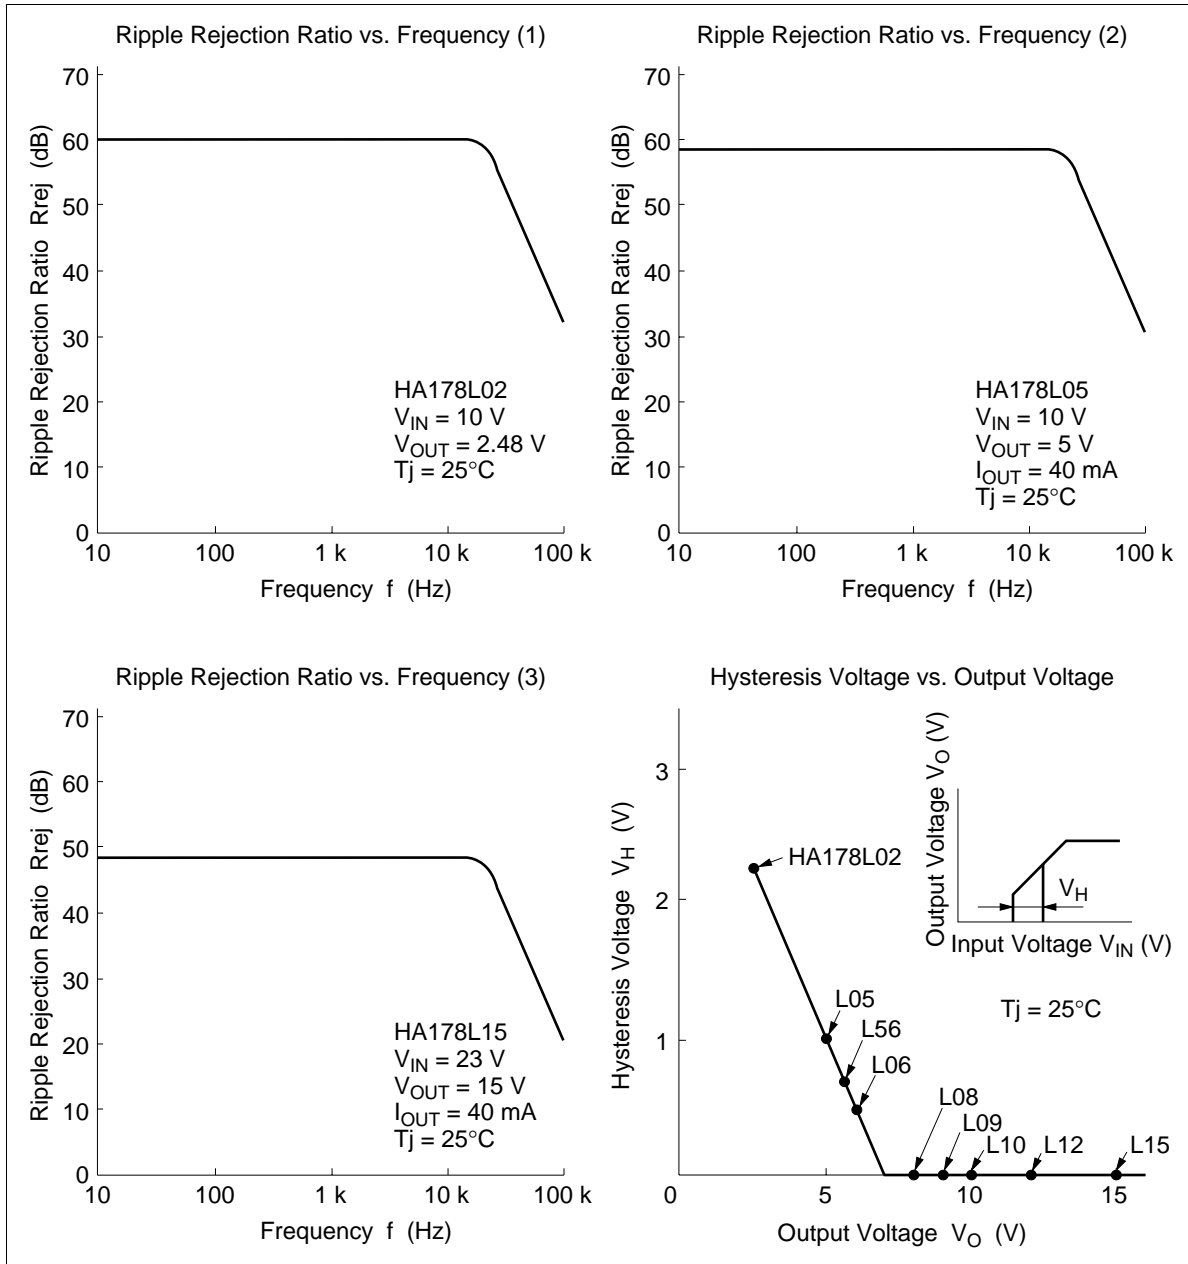 Ripple Rejection Ratio vs. Frequency (1)
Ripple Rejection Ratio Rrej (dB)
70
60
50
40
30
20
10
0
HA178L02
VIN = 10 V
VOUT = 2.48 V
Tj = 25°C
10 100 1 k 10 k 100 k
Frequency f (Hz)
Ripple Rejection Ratio vs. Frequency (2)
Ripple Rejection Ratio Rrej (dB)
70
60
50
40
30
20
10
0
HA178L05
VIN = 10 V
VOUT = 5 V
IOUT = 40 mA
Tj = 25°C
10 100 1 k 10 k 100 k
Frequency f (Hz)
Ripple Rejection Ratio vs. Frequency (3)
Ripple Rejection Ratio Rrej (dB)
70
60
50
40
30
20
10
0
HA178L15
VIN = 23 V
VOUT = 15 V
IOUT = 40 mA
Tj = 25°C
10 100 1 k 10 k 100 k
Frequency f (Hz)
Hysteresis Voltage vs. Output Voltage
Hysteresis Voltage VH (V)
3
2
1
Output Voltage VO (V)
VH
Input Voltage VIN (V)
HA178L02
Tj = 25°C
L05
L56
L06
L08
L09
L10
L12
L15
0 5 10 15
Output Voltage VO (V)